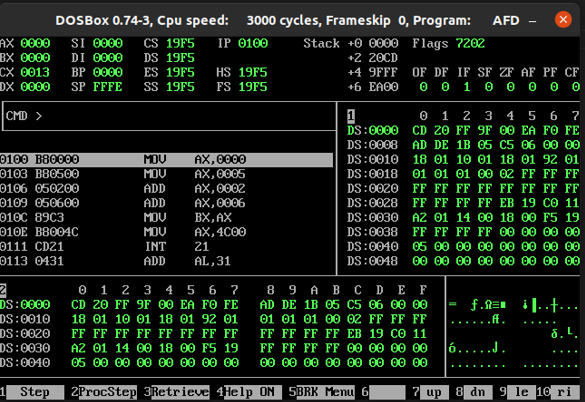 DOSBox 0.74-3, Cpu speed: 3000 cycles, Frameskip 0, Program: AFD
AX 0000 SI 0000 CS 19F5 IP 0100 Stack +0 0000 Flags 7202
BX 0000 DI 0000 DS 19F5 +2 20CD
CX 0013 BP 0000 ES 19F5 HS 19F5 +4 9FFF OF DF IF SF ZF AF PF CF
DX 0000 SP FFFE SS 19F5 FS 19F5 +6 EA00 0 0 1 0 0 0 0 0
CMD >
0100 B80000 MOV AX,0000
0103 B80500 MOV AX,0005
0106 050200 ADD AX,0002
0109 050600 ADD AX,0006
010C 89C3 MOV BX,AX
010E B8004C MOV AX,4C00
0111 CD21 INT 21
0113 0431 ADD AL,31
1 0 1 2 3 4 5 6 7
DS:0000 CD 20 FF 9F 00 EA F0 FE
DS:0008 AD DE 1B 05 C5 06 00 00
DS:0010 18 01 10 01 18 01 92 01
DS:0018 01 01 01 00 02 FF FF FF
DS:0020 FF FF FF FF FF FF FF FF
DS:0028 FF FF FF FF EB 19 C0 11
DS:0030 A2 01 14 00 18 00 F5 19
DS:0038 FF FF FF FF 00 00 00 00
DS:0040 05 00 00 00 00 00 00 00
DS:0048 00 00 00 00 00 00 00 00
2 0 1 2 3 4 5 6 7 8 9 A B C D E F
DS:0000 CD 20 FF 9F 00 EA F0 FE AD DE 1B 05 C5 06 00 00
DS:0010 18 01 10 01 18 01 92 01 01 01 01 00 02 FF FF FF
DS:0020 FF FF FF FF FF FF FF FF FF FF FF FF EB 19 C0 11
DS:0030 A2 01 14 00 18 00 F5 19 FF FF FF FF 00 00 00 00
DS:0040 05 00 00 00 00 00 00 00 00 00 00 00 00 00 00 00
1 Step 2ProcStep 3Retrieve 4Help ON 5BRK Menu 6 7 up 8 dn 9 le 10 ri